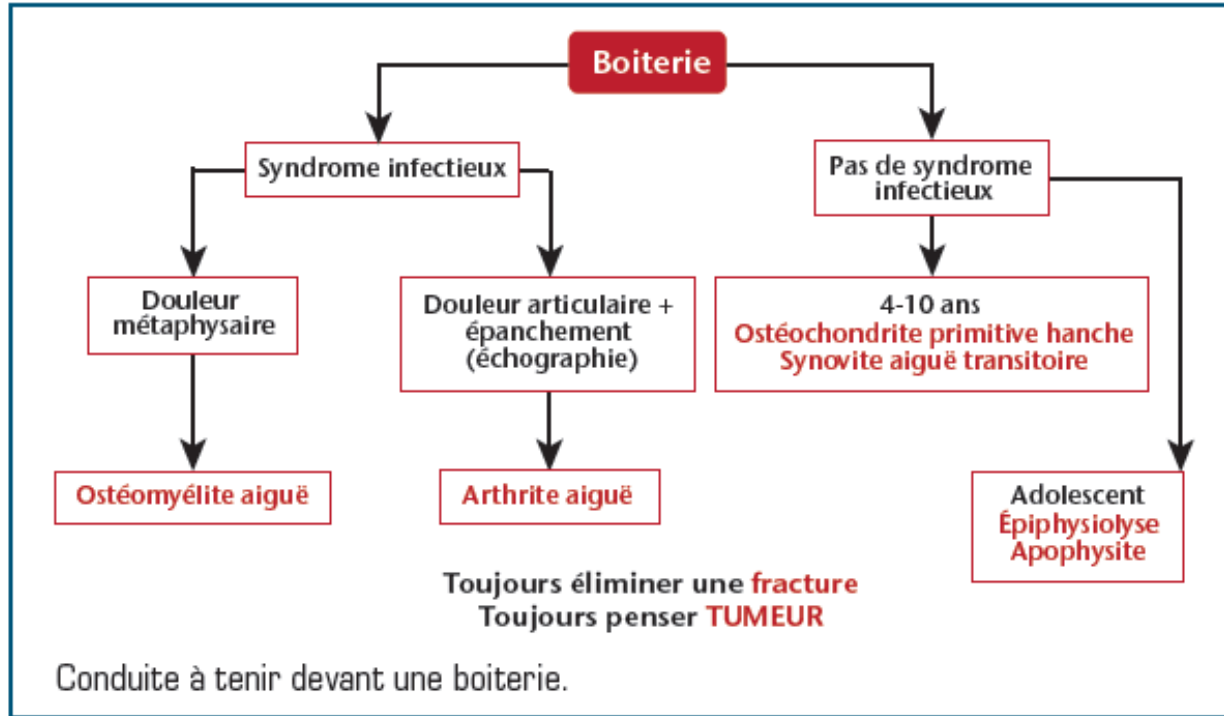 Boiterie
Syndrome infectieux
Pas de syndrome
infectieux
Douleur
métaphysaire
Douleur articulaire +
épanchement
(échographie)
4-10 ans
Ostéochondrite primitive hanche
Synovite aiguë transitoire
Ostéomyélite aiguë
Arthrite aiguë
Adolescent
Épiphysiolyse
Apophysite
Toujours éliminer une fracture
Toujours penser TUMEUR
Conduite à tenir devant une boiterie.